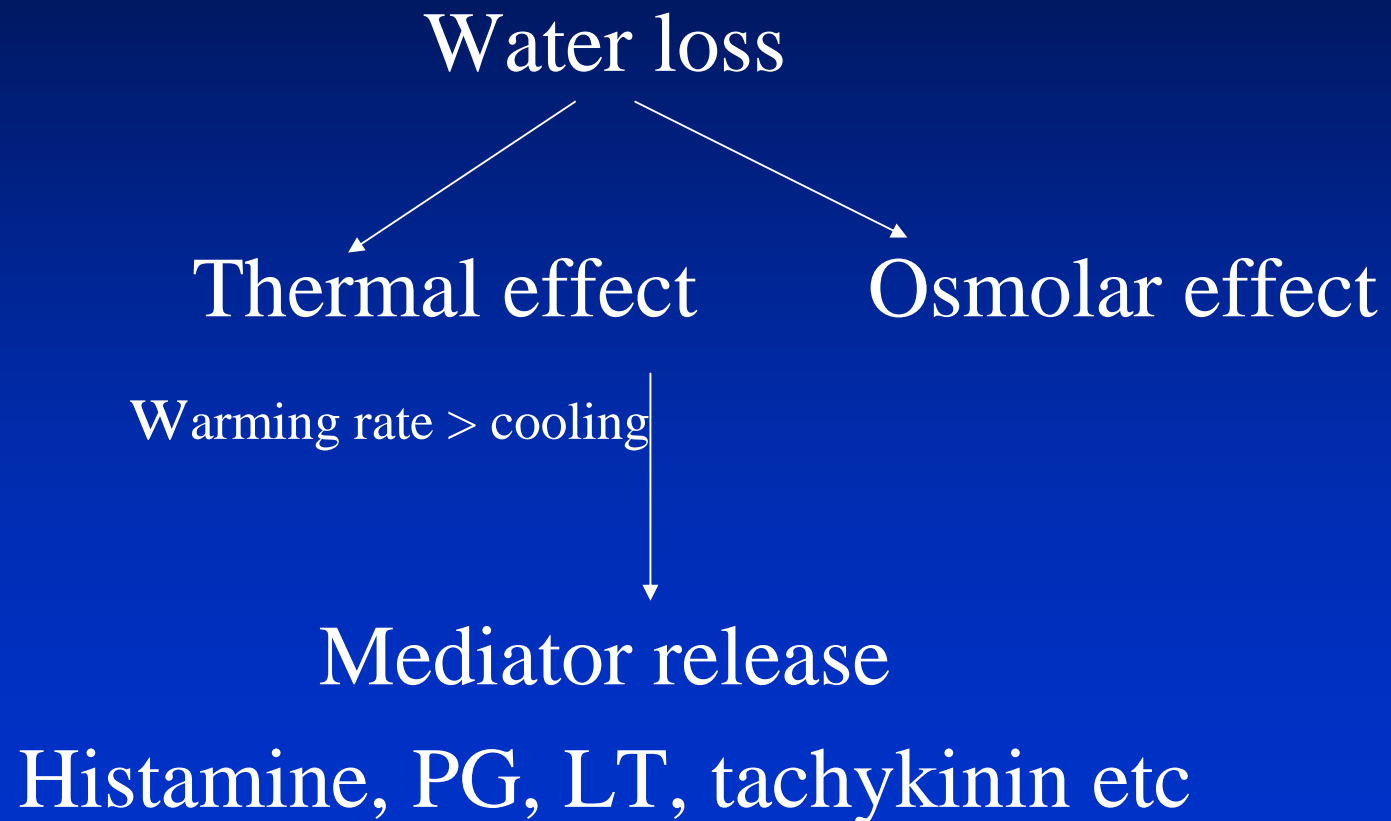 Water loss
Thermal effect
Osmolar effect
Warming rate > cooling
Mediator release
Histamine, PG, LT, tachykinin etc